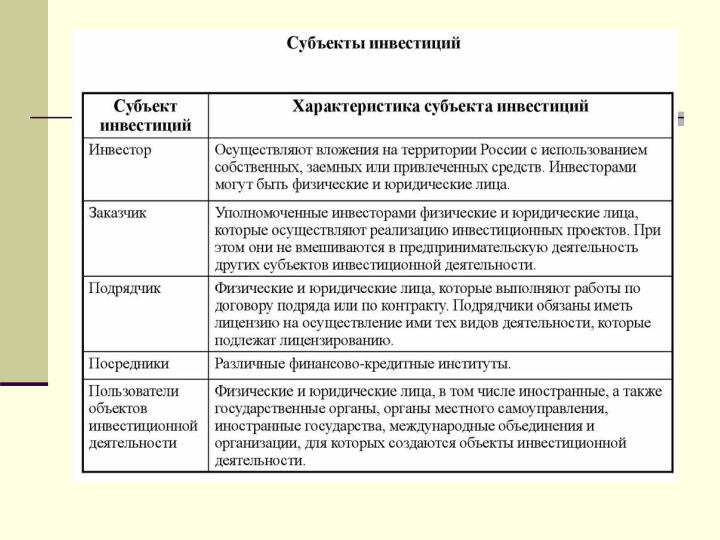 Субъекты инвестиций
Субъект
инвестиций
Характеристика субъекта инвестиций
Инвестор
Осуществляют вложения на территории России с использованием
собственных, заемных или привлеченных средств. Инвесторами
могут быть физические и юридические лица.
Заказчик
Уполномоченные инвесторами физические и юридические лица,
которые осуществляют реализацию инвестиционных проектов. При
этом они не вмешиваются в предпринимательскую деятельность
других субъектов инвестиционной деятельности.
Подрядчик
Физические и юридические лица, которые выполняют работы по
договору подряда или по контракту. Подрядчики обязаны иметь
лицензию на осуществление ими тех видов деятельности, которые
подлежат лицензированию.
Посредники
Различные финансово-кредитные институты.
Пользователи
объектов
инвестиционной
деятельности
Физические и юридические лица, в том числе иностранные, а также
государственные органы, органы местного самоуправления,
иностранные государства, международные объединения и
организации, для которых создаются объекты инвестиционной
деятельности.